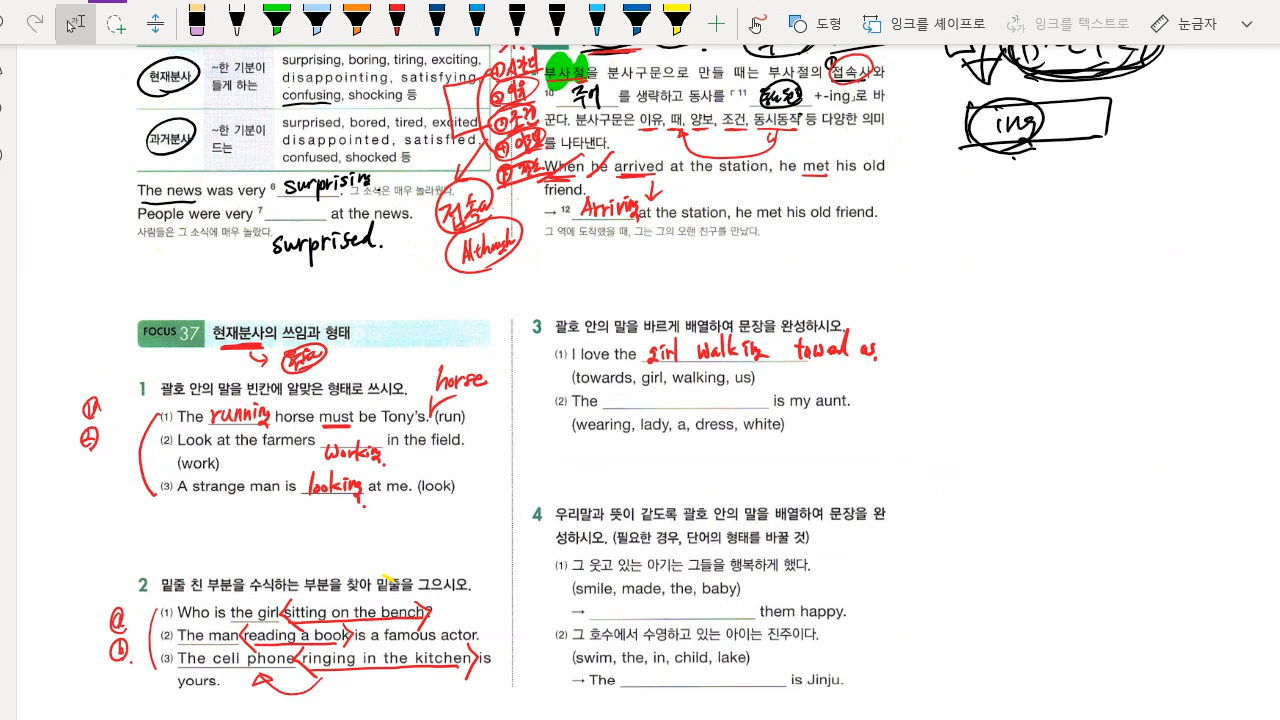 도형
잉크를 셰이프로
잉크를 텍스트로
눈금자
현재분사
~한 기분이
들게 하는
surprising, boring, tiring, exciting,
disappointing, satisfying,
confusing, shocking 등
과거분사
~한 기분이
드는
surprised, bored, tired, excited,
disappointed, satisfied,
confused, shocked 등
The news was very 6 surprising. 그 소식은 매우 놀라웠다.
People were very 7 ________ at the news.
사람들은 그 소식에 매우 놀랐다.
surprised.
접속사
Although
부사절을 분사구문으로 만들 때는 부사절의 접속사와
10 주어 를 생략하고 동사를 「11 동사원형 +-ing」로 바
꾼다. 분사구문은 이유, 때, 양보, 조건, 동시동작 등 다양한 의미
를 나타낸다.
When he arrived at the station, he met his old
friend.
→ 12 Arriving at the station, he met his old friend.
그 역에 도착했을 때, 그는 그의 오랜 친구를 만났다.
ing
FOCUS 37 현재분사의 쓰임과 형태
1 괄호 안의 말을 빈칸에 알맞은 형태로 쓰시오.
horse
(1) The running horse must be Tony's. (run)
(2) Look at the farmers ________ in the field.
working.
(work)
(3) A strange man is looking at me. (look)
2 밑줄 친 부분을 수식하는 부분을 찾아 밑줄을 그으시오.
(1) Who is the girl sitting on the bench?
(2) The man reading a book is a famous actor.
(3) The cell phone ringing in the kitchen is
yours.
3 괄호 안의 말을 바르게 배열하여 문장을 완성하시오.
(1) I love the girl walking towed us.
(towards, girl, walking, us)
(2) The ________ is my aunt.
(wearing, lady, a, dress, white)
4 우리말과 뜻이 같도록 괄호 안의 말을 배열하여 문장을 완
성하시오. (필요한 경우, 단어의 형태를 바꿀 것)
(1) 그 웃고 있는 아기는 그들을 행복하게 했다.
(smile, made, the, baby)
→ ________ them happy.
(2) 그 호수에서 수영하고 있는 아이는 진주이다.
(swim, the, in, child, lake)
→ The ________ is Jinju.